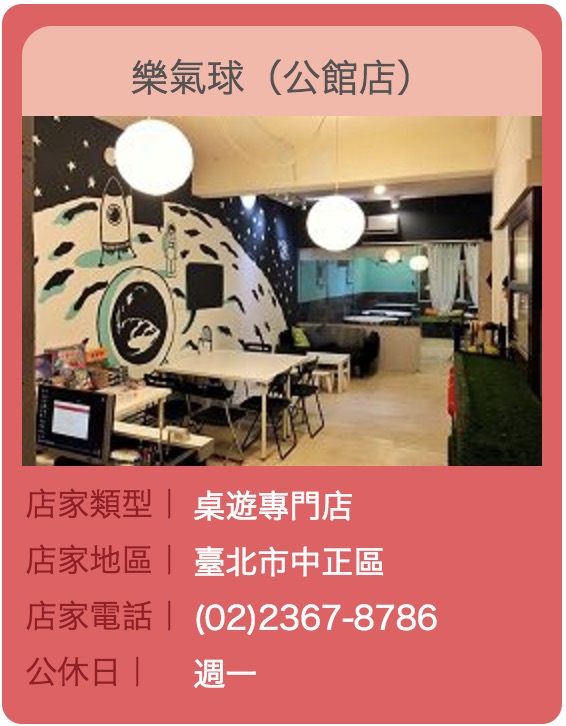 樂氣球（公館店）
店家類型｜ 桌遊專門店
店家地區｜ 臺北市中正區
店家電話｜ (02)2367-8786
公休日｜ 週一